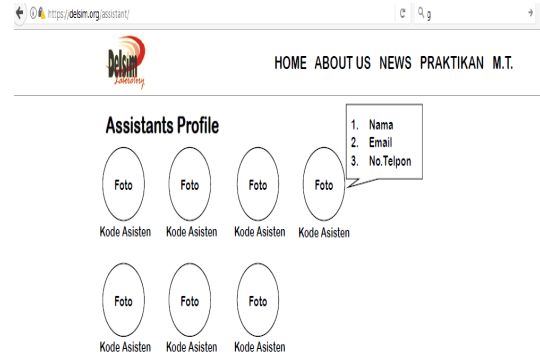 https://delsim.org/assistant/
g
Delsim
Laboratory
HOME ABOUT US NEWS PRAKTIKAN M.T.
Assistants Profile
1. Nama
2. Email
3. No.Telpon
Foto Foto Foto Foto
Kode Asisten Kode Asisten Kode Asisten Kode Asisten
Foto Foto Foto
Kode Asisten Kode Asisten Kode Asisten